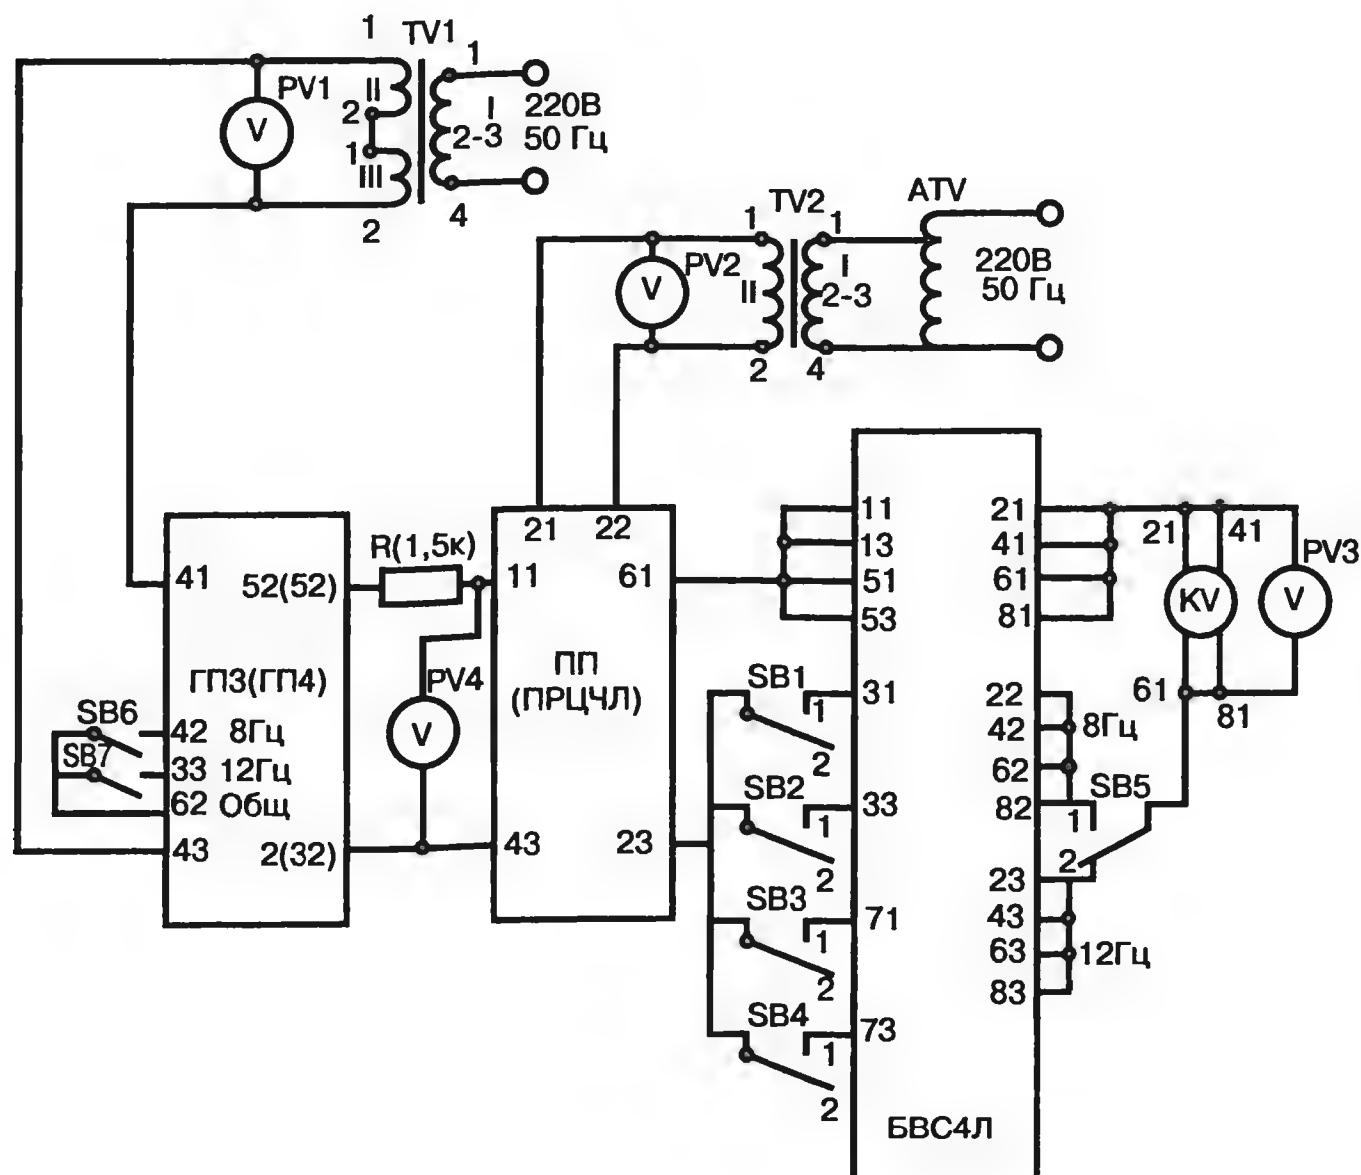 1
TV1
1
PV1
II
I
220В
V
2
2-3
50 Гц
1
III
4
2
TV2
ATV
1
1
PV2
I
220В
V
II
2-3
50 Гц
2
4
21
22
11
21
21
41
13
41
PV3
R(1,5к)
41
52(52)
11
61
51
61
KV
V
53
81
ГП3(ГП4)
PV4
ПП
(ПРЦЧЛ)
SB1
31
22
61
81
1
SB6
42
8Гц
V
42
8Гц
SB7
33
12Гц
2
62
62
Общ
SB2
33
82
SB5
1
1
43
2(32)
43
23
2
2
23
SB3
71
43
1
63
12Гц
2
83
SB4
73
1
2
БВС4Л